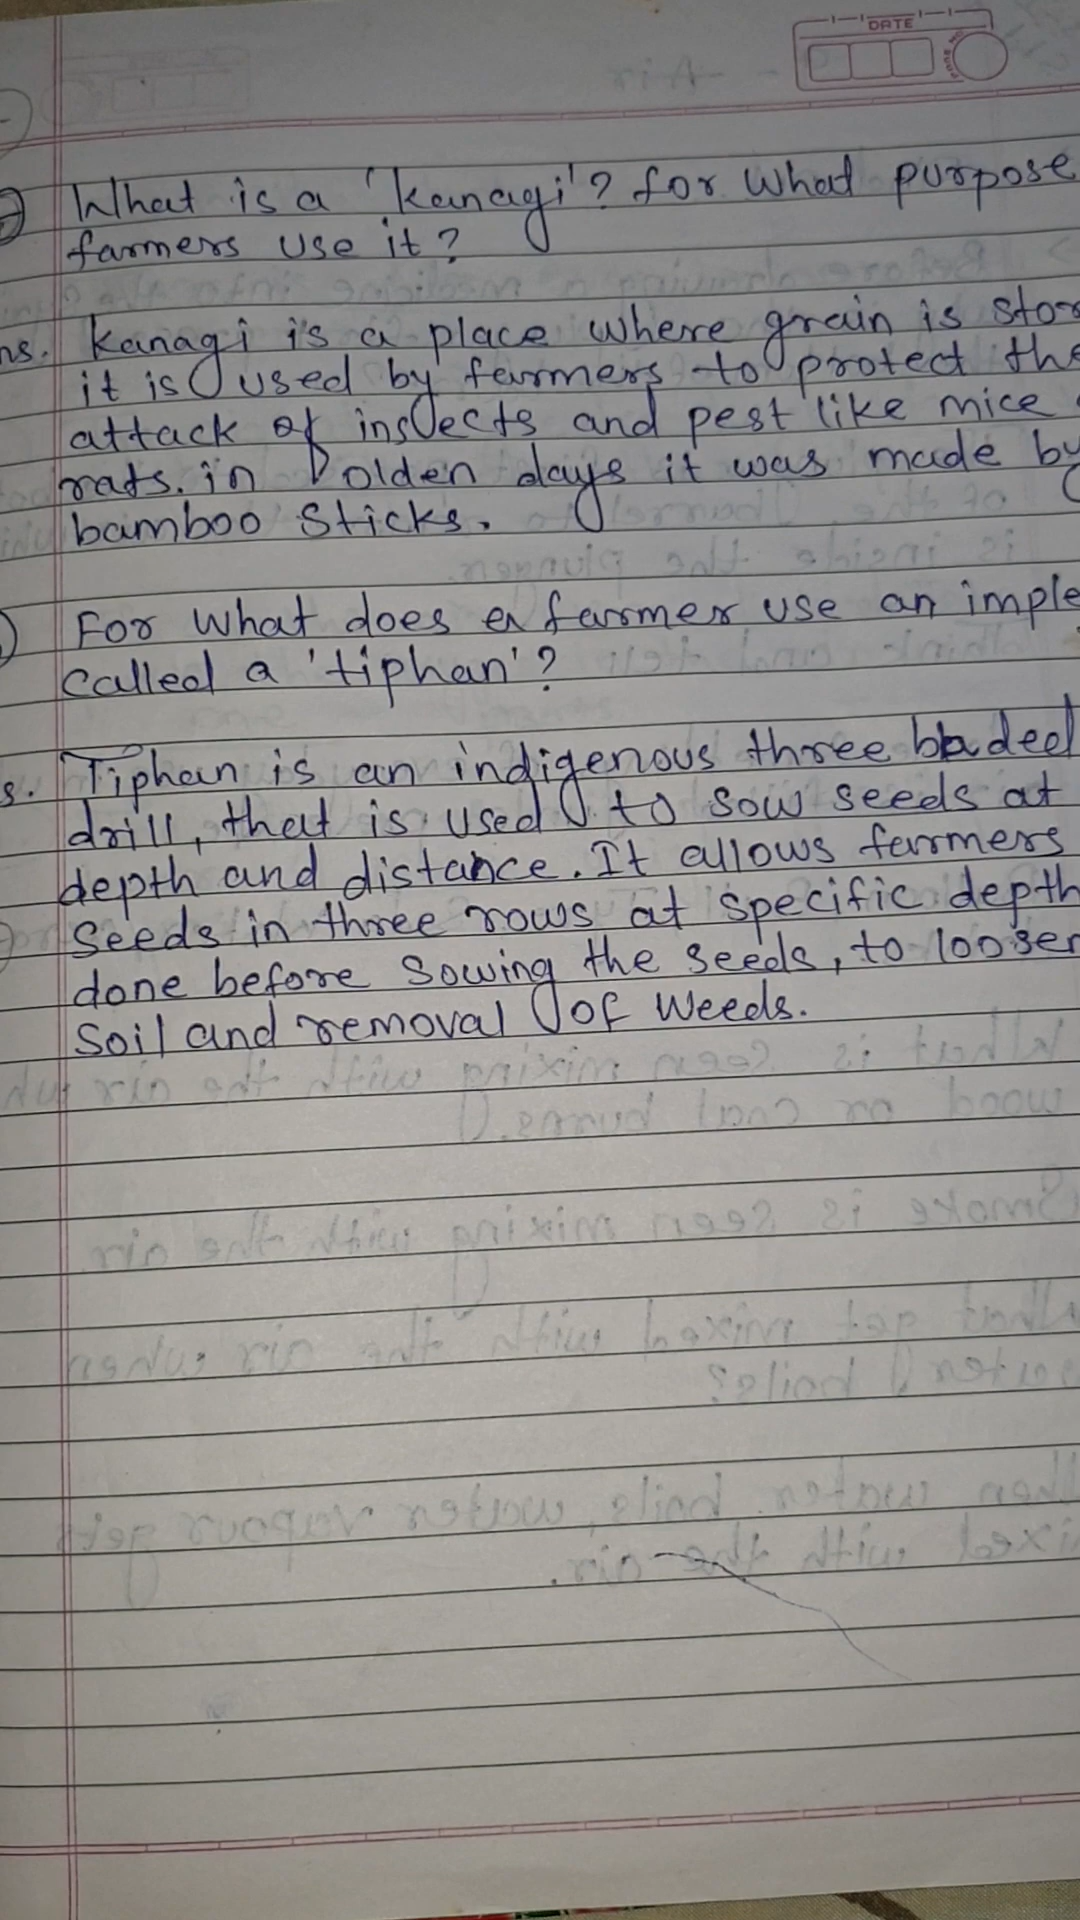 DATE
What is a 'kanagi'? for what purpose
farmers use it?
kanagi is a place where grain is
it is used by farmers to protect the
attack of insects and pest like mice
rats. in olden days it was made by
bamboo sticks.
For what does a farmer use an
called a 'tiphan'?
Tiphan is an indigenous three bladed
drill, that is used to sow seeds at
depth and distance. It allows farmers
seeds in three rows at specific depth
done before sowing the seeds, to
soil and removal of weeds.